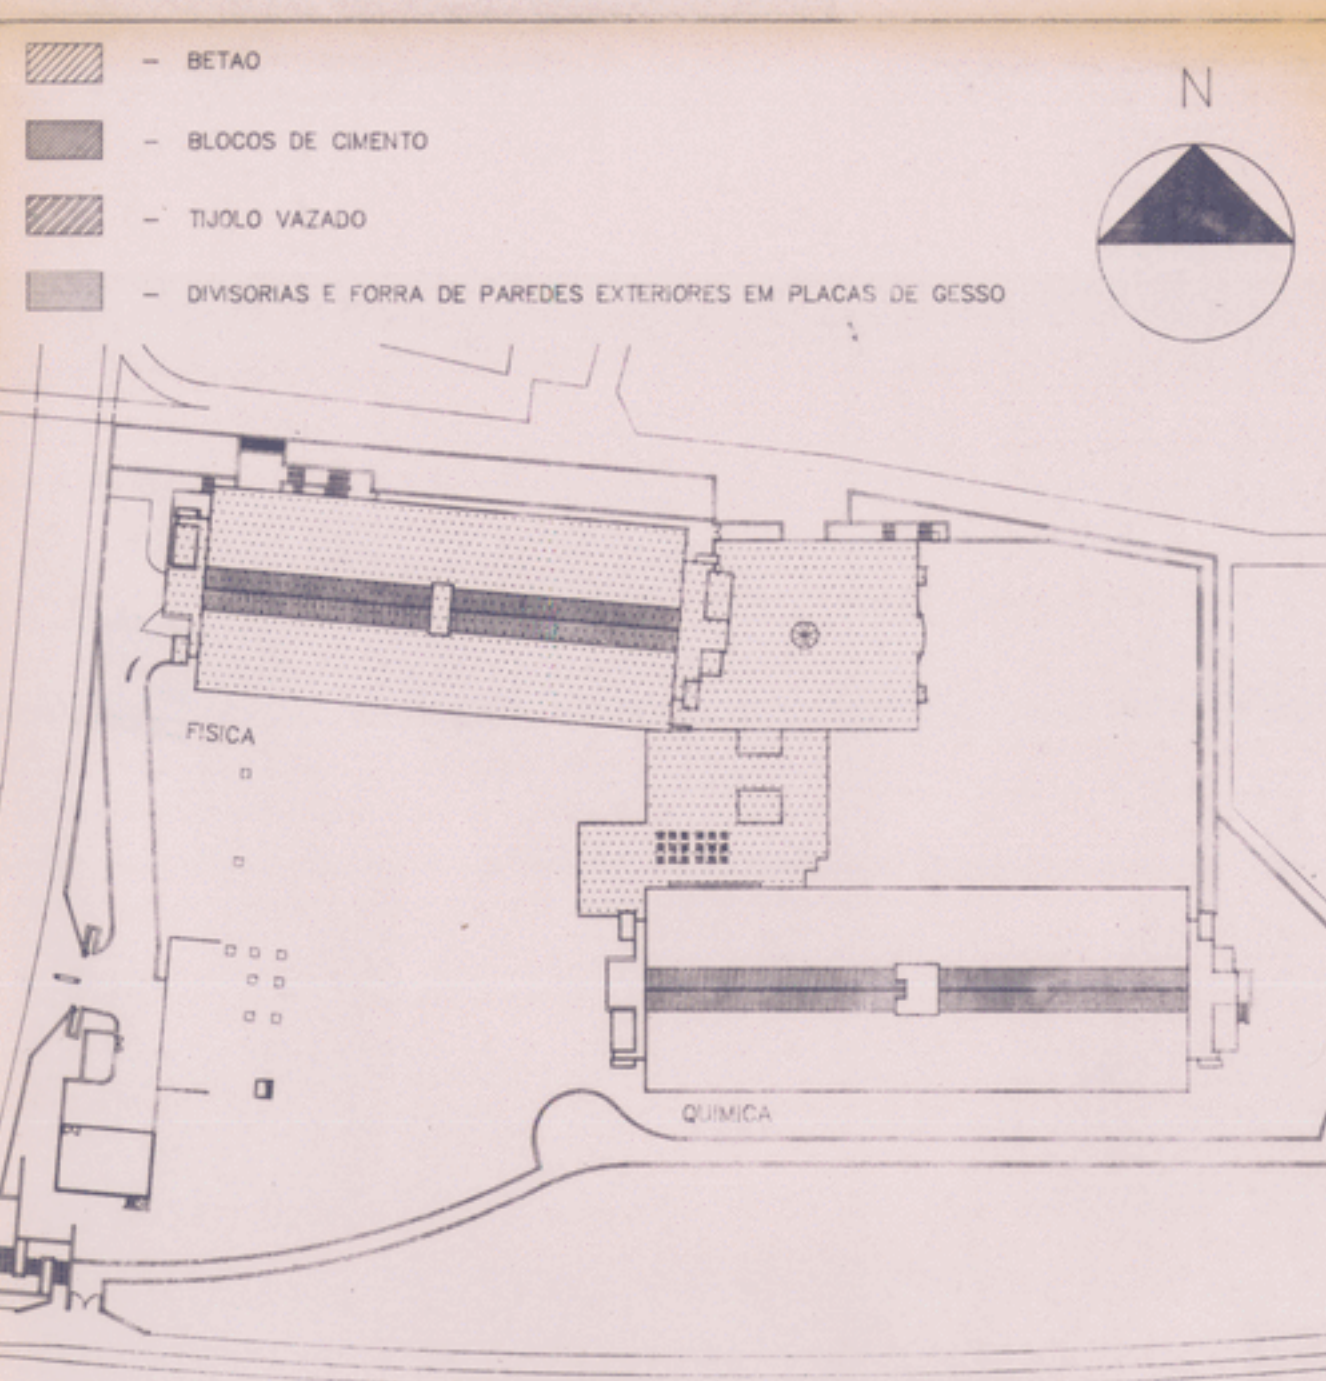 BETAO
N
BLOCOS DE CIMENTO
TIJOLO VAZADO
DIVISORIAS E FORRA DE PAREDES EXTERIORES EM PLACAS DE GESSO
FISICA
QUIMICA